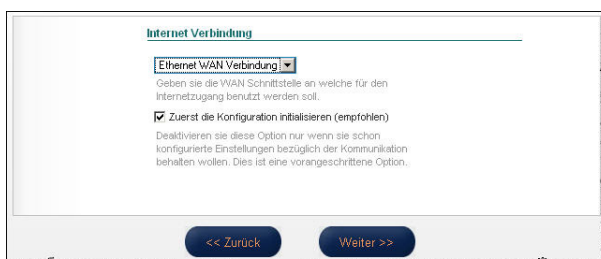 Internet Verbindung
Ethernet WAN Verbindung
Geben sie die WAN Schnittstelle an welche für den
Internetzugang benutzt werden soll.
Zuerst die Konfiguration initialisieren (empfohlen)
Deaktivieren sie diese Option nur wenn sie schon
konfigurierte Einstellungen bezüglich der Kommunikation
behalten wollen. Dies ist eine vorangeschrittene Option.
<< Zurück
Weiter >>